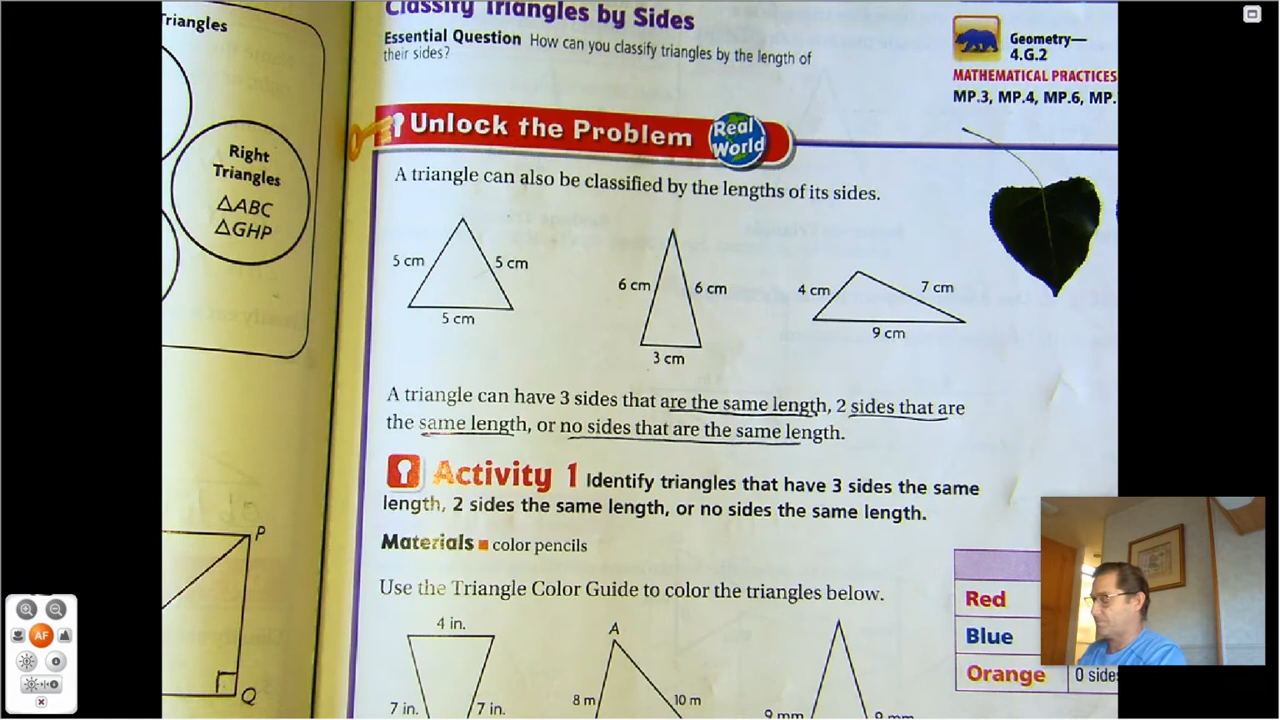 Triangles
Right
Triangles
△ABC
△GHP
P
Q
Classify Triangles by Sides
Essential Question How can you classify triangles by the length of
their sides?
Geometry—
4.G.2
MATHEMATICAL PRACTICES
MP.3, MP.4, MP.6, MP.
Unlock the Problem
Real
World
A triangle can also be classified by the lengths of its sides.
5 cm
5 cm
5 cm
6 cm
6 cm
3 cm
4 cm
7 cm
9 cm
A triangle can have 3 sides that are the same length, 2 sides that are
the same length, or no sides that are the same length.
Activity 1 Identify triangles that have 3 sides the same
length, 2 sides the same length, or no sides the same length.
Materials ■ color pencils
Use the Triangle Color Guide to color the triangles below.
Red
Blue
Orange
0 sides
4 in.
7 in.
7 in.
A
8 m
10 m
9 mm
9 mm
AF